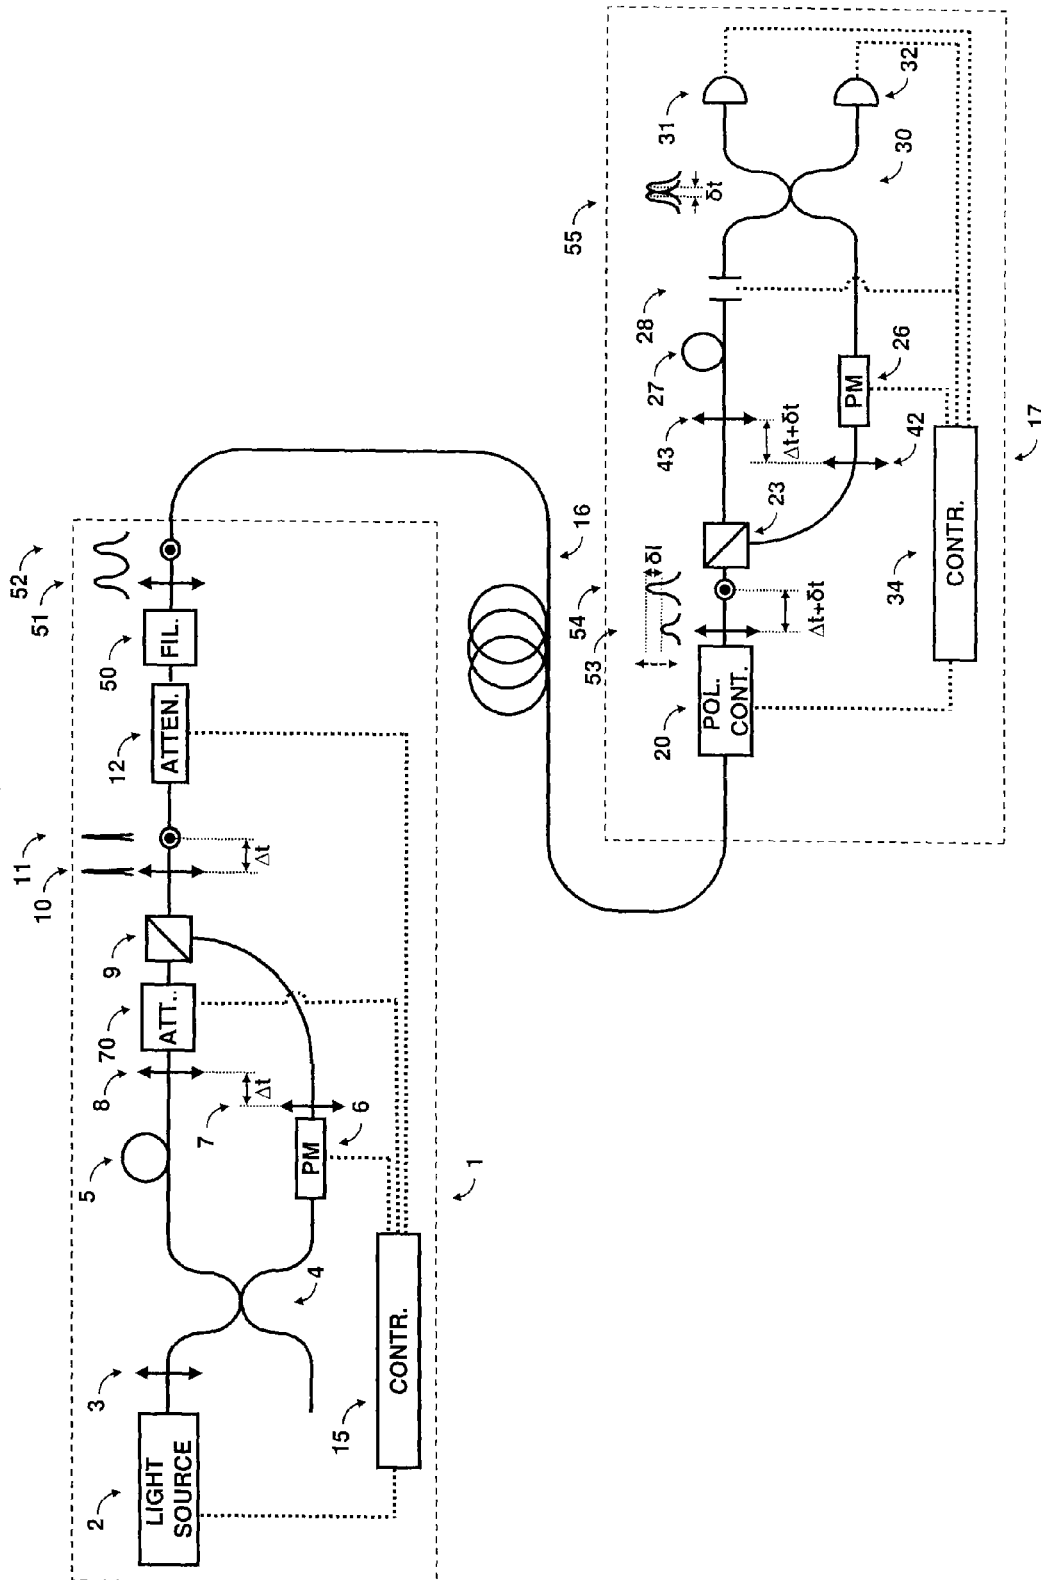 LIGHT
SOURCE
2
3
4
5
PM
6
7
Δt
8
70
ATT..
9
10
11
Δt
12
ATTEN.
50
FIL.
51
52
15
CONTR.
1
16
20
POL.
CONT.
53
54
δI
Δt+δt
23
43
42
Δt+δt
27
28
PM
26
55
δt
30
31
32
34
CONTR.
17